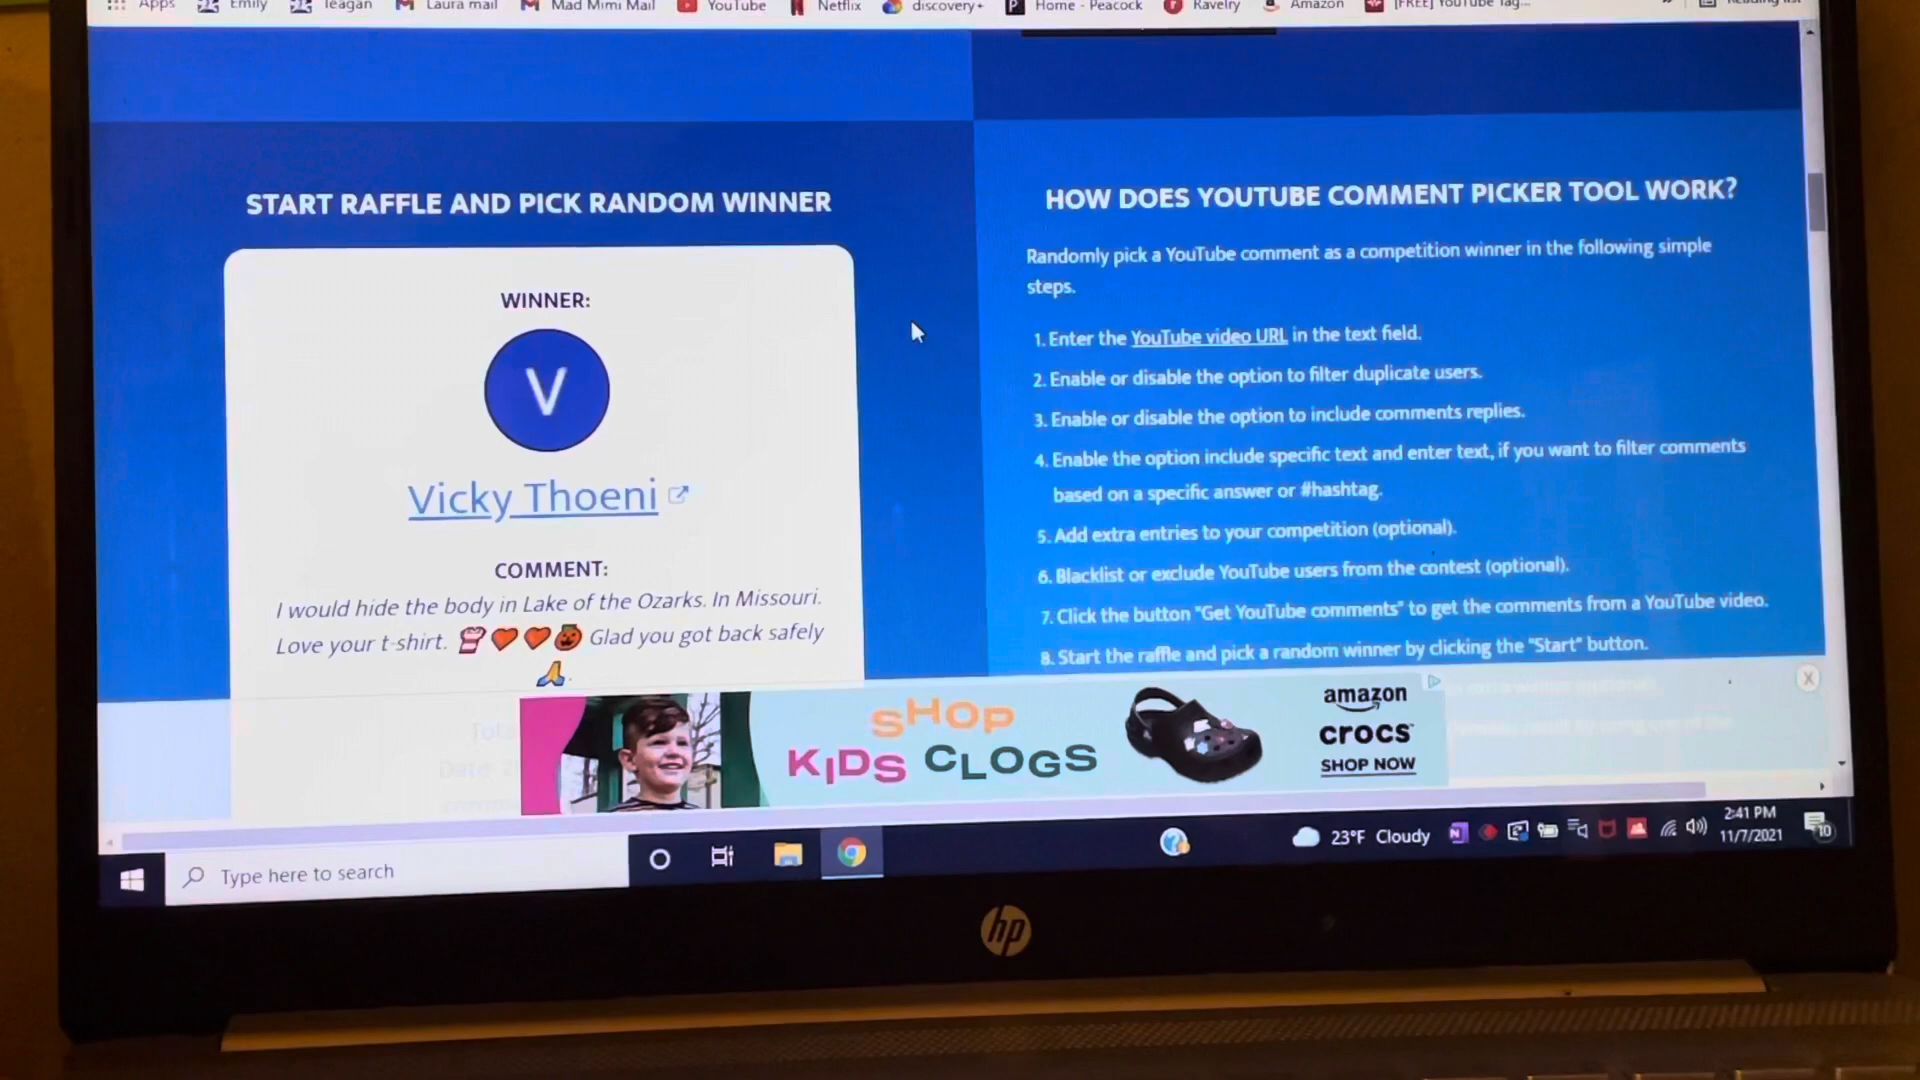 Apps Emily Teagan Laura mail Mad Mimi Mail YouTube Netflix discovery+ Home - Peacock Ravelry Amazon [FREE] YouTube Tag... » Reading list
START RAFFLE AND PICK RANDOM WINNER
WINNER:
V
Vicky Thoeni
COMMENT:
I would hide the body in Lake of the Ozarks. In Missouri.
Love your t-shirt. 🍧❤️❤️🎃 Glad you got back safely
🙏.
HOW DOES YOUTUBE COMMENT PICKER TOOL WORK?
Randomly pick a YouTube comment as a competition winner in the following simple
steps.
1. Enter the YouTube video URL in the text field.
2. Enable or disable the option to filter duplicate users.
3. Enable or disable the option to include comments replies.
4. Enable the option include specific text and enter text, if you want to filter comments
based on a specific answer or #hashtag.
5. Add extra entries to your competition (optional).
6. Blacklist or exclude YouTube users from the contest (optional).
7. Click the button "Get YouTube comments" to get the comments from a YouTube video.
8. Start the raffle and pick a random winner by clicking the "Start" button.
SHOP
KIDS CLOGS
amazon
crocs
SHOP NOW
X
Type here to search
23°F Cloudy
2:41 PM
11/7/2021
10
hp